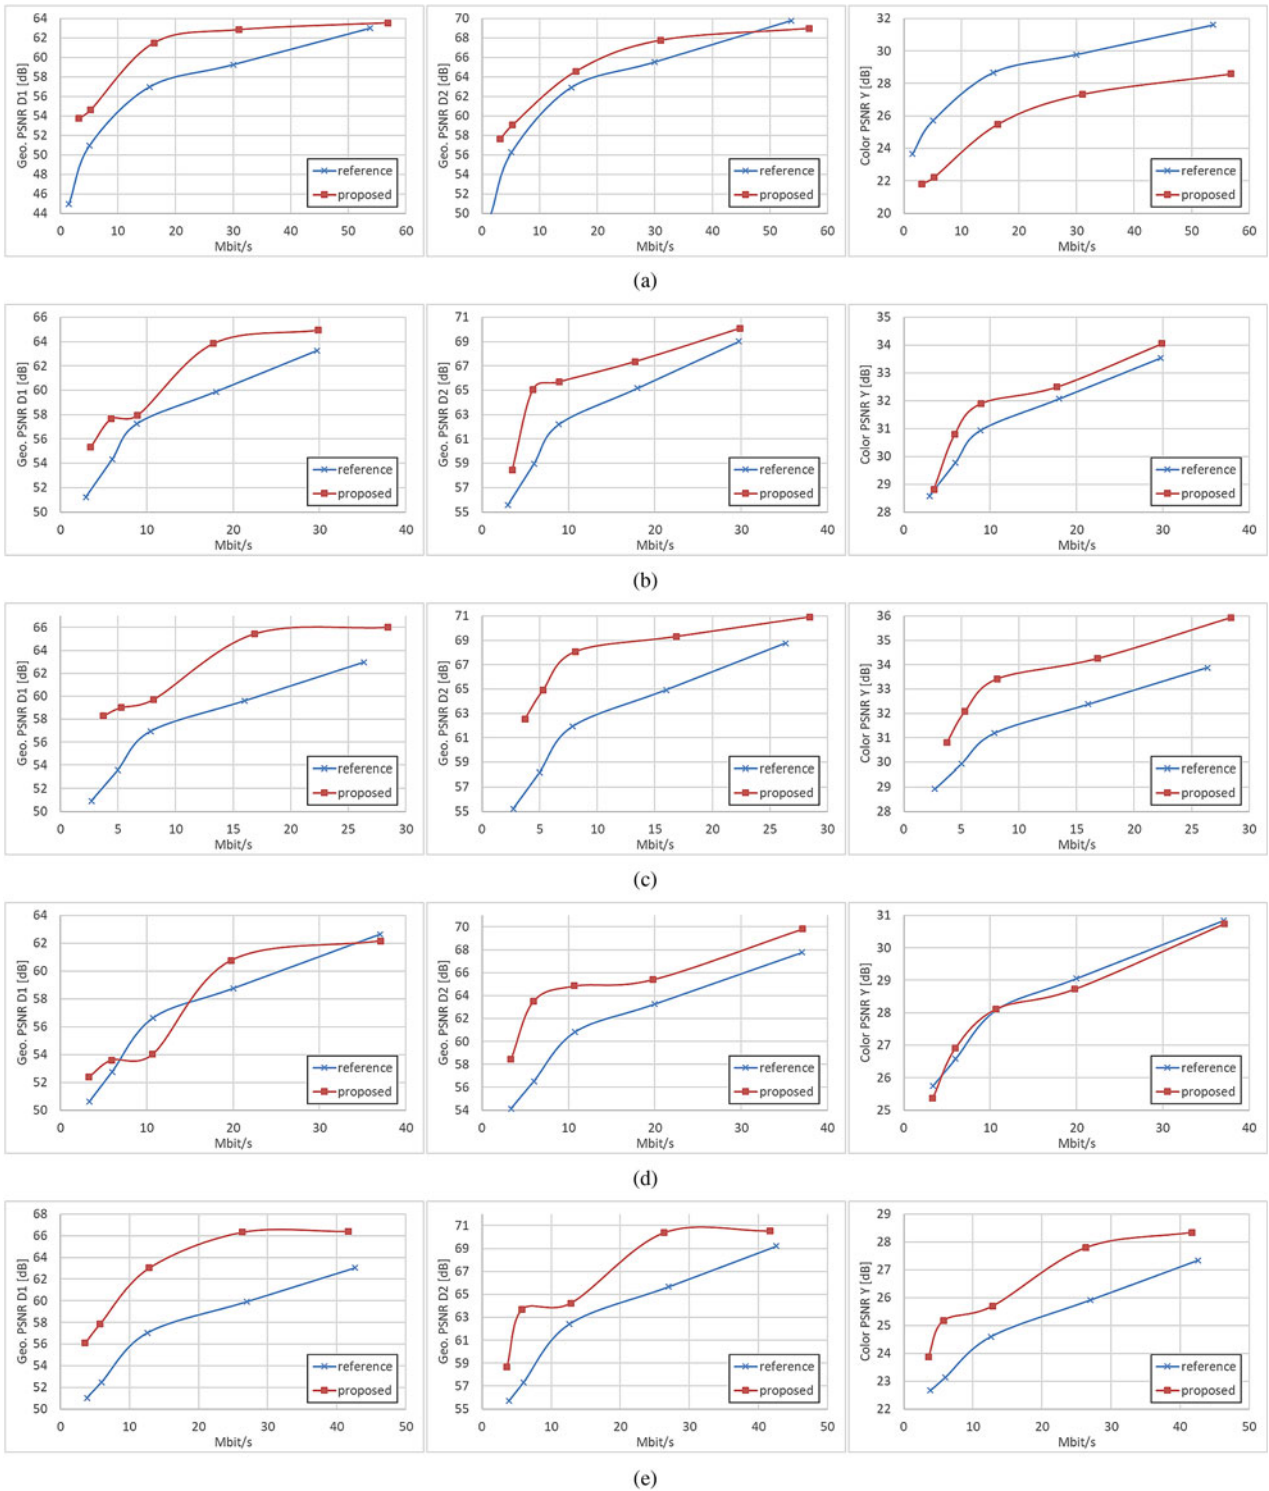 64
62
60
58
56
54
52
50
48
46
44
Geo. PSNR D1 [dB]
reference
proposed
0 10 20 30 40 50 60
Mbit/s
70
68
66
64
62
60
58
56
54
52
50
Geo. PSNR D2 [dB]
reference
proposed
0 10 20 30 40 50 60
Mbit/s
32
30
28
26
24
22
20
Color PSNR Y [dB]
reference
proposed
0 10 20 30 40 50 60
Mbit/s
(a)
66
64
62
60
58
56
54
52
50
Geo. PSNR D1 [dB]
reference
proposed
0 10 20 30 40
Mbit/s
71
69
67
65
63
61
59
57
55
Geo. PSNR D2 [dB]
reference
proposed
0 10 20 30 40
Mbit/s
35
34
33
32
31
30
29
28
Color PSNR Y [dB]
reference
proposed
0 10 20 30 40
Mbit/s
(b)
66
64
62
60
58
56
54
52
50
Geo. PSNR D1 [dB]
reference
proposed
0 5 10 15 20 25 30
Mbit/s
71
69
67
65
63
61
59
57
55
Geo. PSNR D2 [dB]
reference
proposed
0 5 10 15 20 25 30
Mbit/s
36
35
34
33
32
31
30
29
28
Color PSNR Y [dB]
reference
proposed
0 5 10 15 20 25 30
Mbit/s
(c)
64
62
60
58
56
54
52
50
Geo. PSNR D1 [dB]
reference
proposed
0 10 20 30 40
Mbit/s
70
68
66
64
62
60
58
56
54
Geo. PSNR D2 [dB]
reference
proposed
0 10 20 30 40
Mbit/s
31
30
29
28
27
26
25
Color PSNR Y [dB]
reference
proposed
0 10 20 30 40
Mbit/s
(d)
68
66
64
62
60
58
56
54
52
50
Geo. PSNR D1 [dB]
reference
proposed
0 10 20 30 40 50
Mbit/s
71
69
67
65
63
61
59
57
55
Geo. PSNR D2 [dB]
reference
proposed
0 10 20 30 40 50
Mbit/s
29
28
27
26
25
24
23
22
Color PSNR Y [dB]
reference
proposed
0 10 20 30 40 50
Mbit/s
(e)